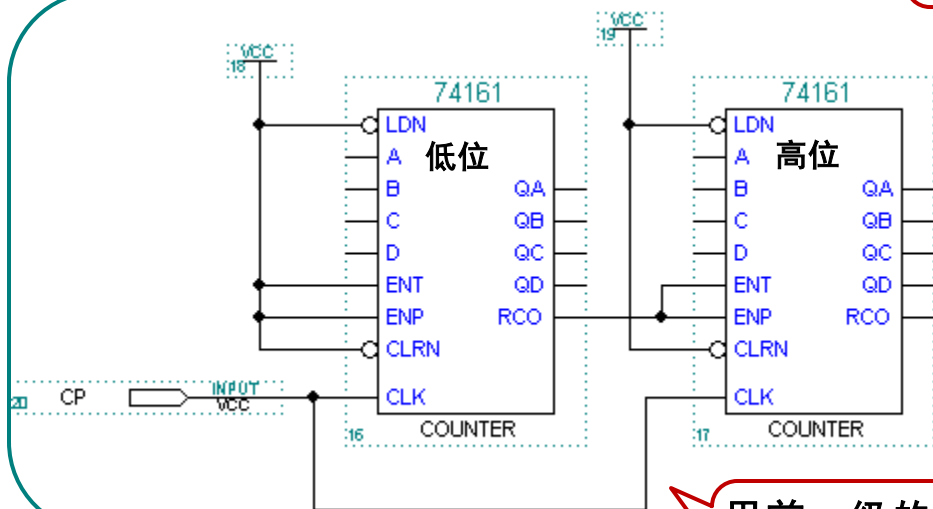 VCC
19
VCC
18
74161
74161
LDN
低位
A
B
QA
C
QB
D
QC
ENT
QD
ENP
RCO
CLRN
CLK
COUNTER
16
LDN
高位
A
B
QA
C
QB
D
QC
ENT
QD
ENP
RCO
CLRN
CLK
COUNTER
17
20
CP
INPUT
VCC